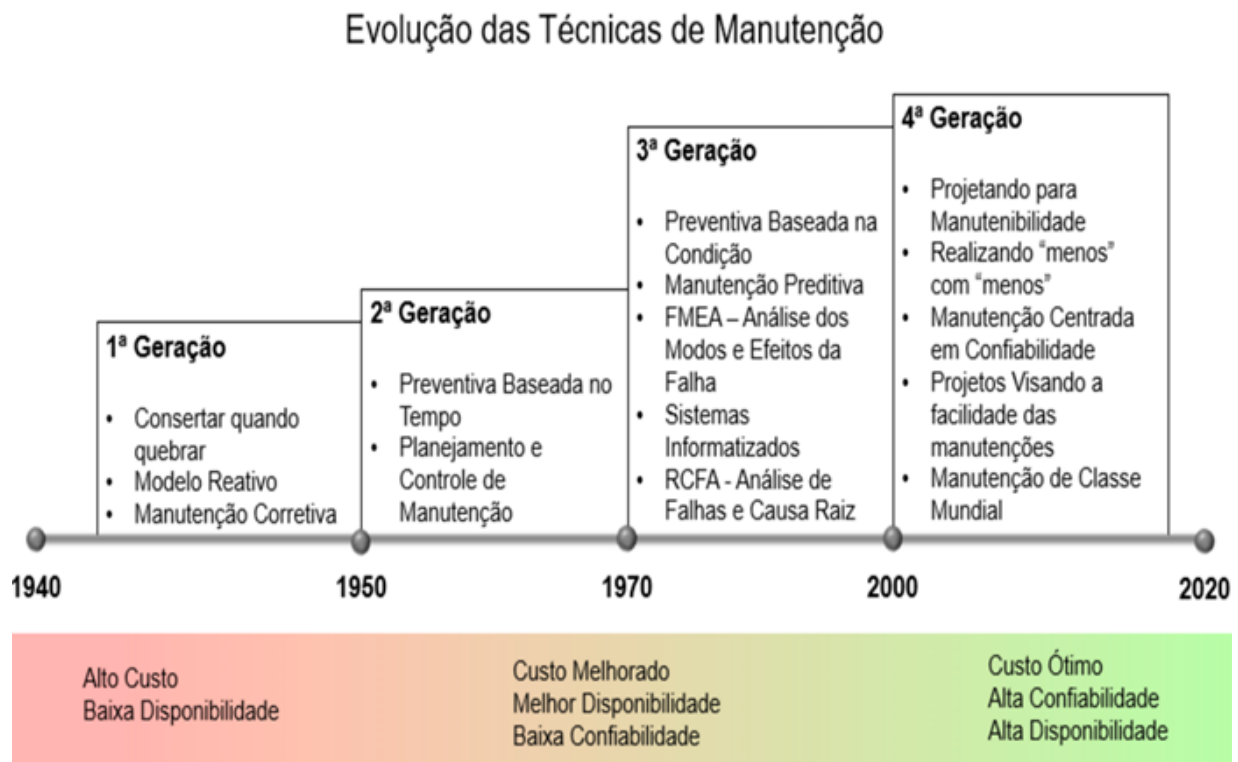 Evolução das Técnicas de Manutenção
1ª Geração
• Consertar quando
quebrar
• Modelo Reativo
• Manutenção Corretiva
2ª Geração
• Preventiva Baseada no
Tempo
• Planejamento e
Controle de
Manutenção
3ª Geração
• Preventiva Baseada na
Condição
• Manutenção Preditiva
• FMEA – Análise dos
Modos e Efeitos da
Falha
• Sistemas
Informatizados
• RCFA - Análise de
Falhas e Causa Raiz
4ª Geração
• Projetando para
Manutenibilidade
• Realizando “menos”
com “menos”
• Manutenção Centrada
em Confiabilidade
• Projetos Visando a
facilidade das
manutenções
• Manutenção de Classe
Mundial
1940
1950
1970
2000
2020
Alto Custo
Baixa Disponibilidade
Custo Melhorado
Melhor Disponibilidade
Baixa Confiabilidade
Custo Ótimo
Alta Confiabilidade
Alta Disponibilidade